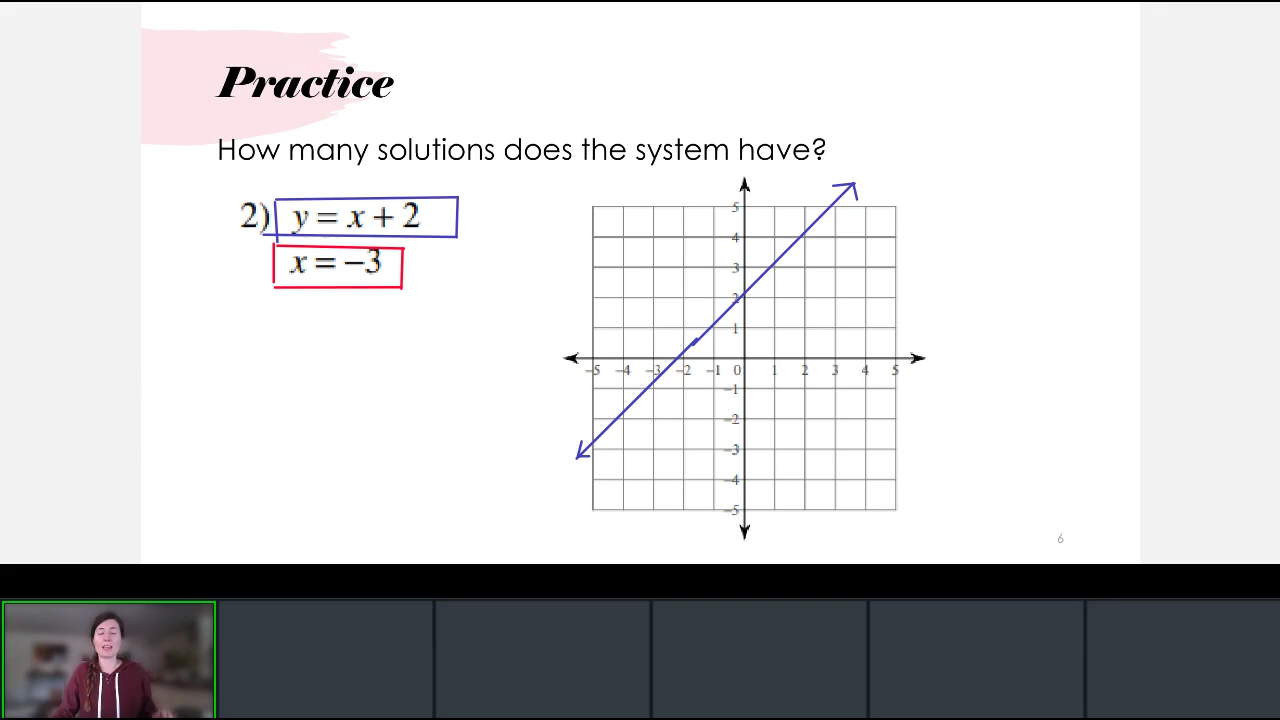 Practice
How many solutions does the system have?
2) y = x + 2
x = −3
5
4
3
2
1
−5 −4 −3 −2 −1 0 1 2 3 4 5
−1
−2
−3
−4
−5
6